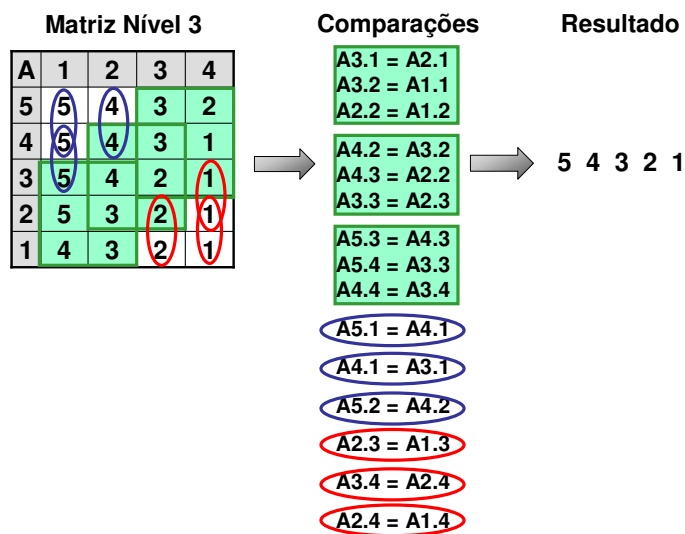 Matriz Nível 3
Comparações
Resultado
A 1 2 3 4
5 5 4 3 2
4 5 4 3 1
3 5 4 2 1
2 5 3 2 1
1 4 3 2 1
A3.1 = A2.1
A3.2 = A1.1
A2.2 = A1.2
A4.2 = A3.2
A4.3 = A2.2
A3.3 = A2.3
A5.3 = A4.3
A5.4 = A3.3
A4.4 = A3.4
A5.1 = A4.1
A4.1 = A3.1
A5.2 = A4.2
A2.3 = A1.3
A3.4 = A2.4
A2.4 = A1.4
5 4 3 2 1